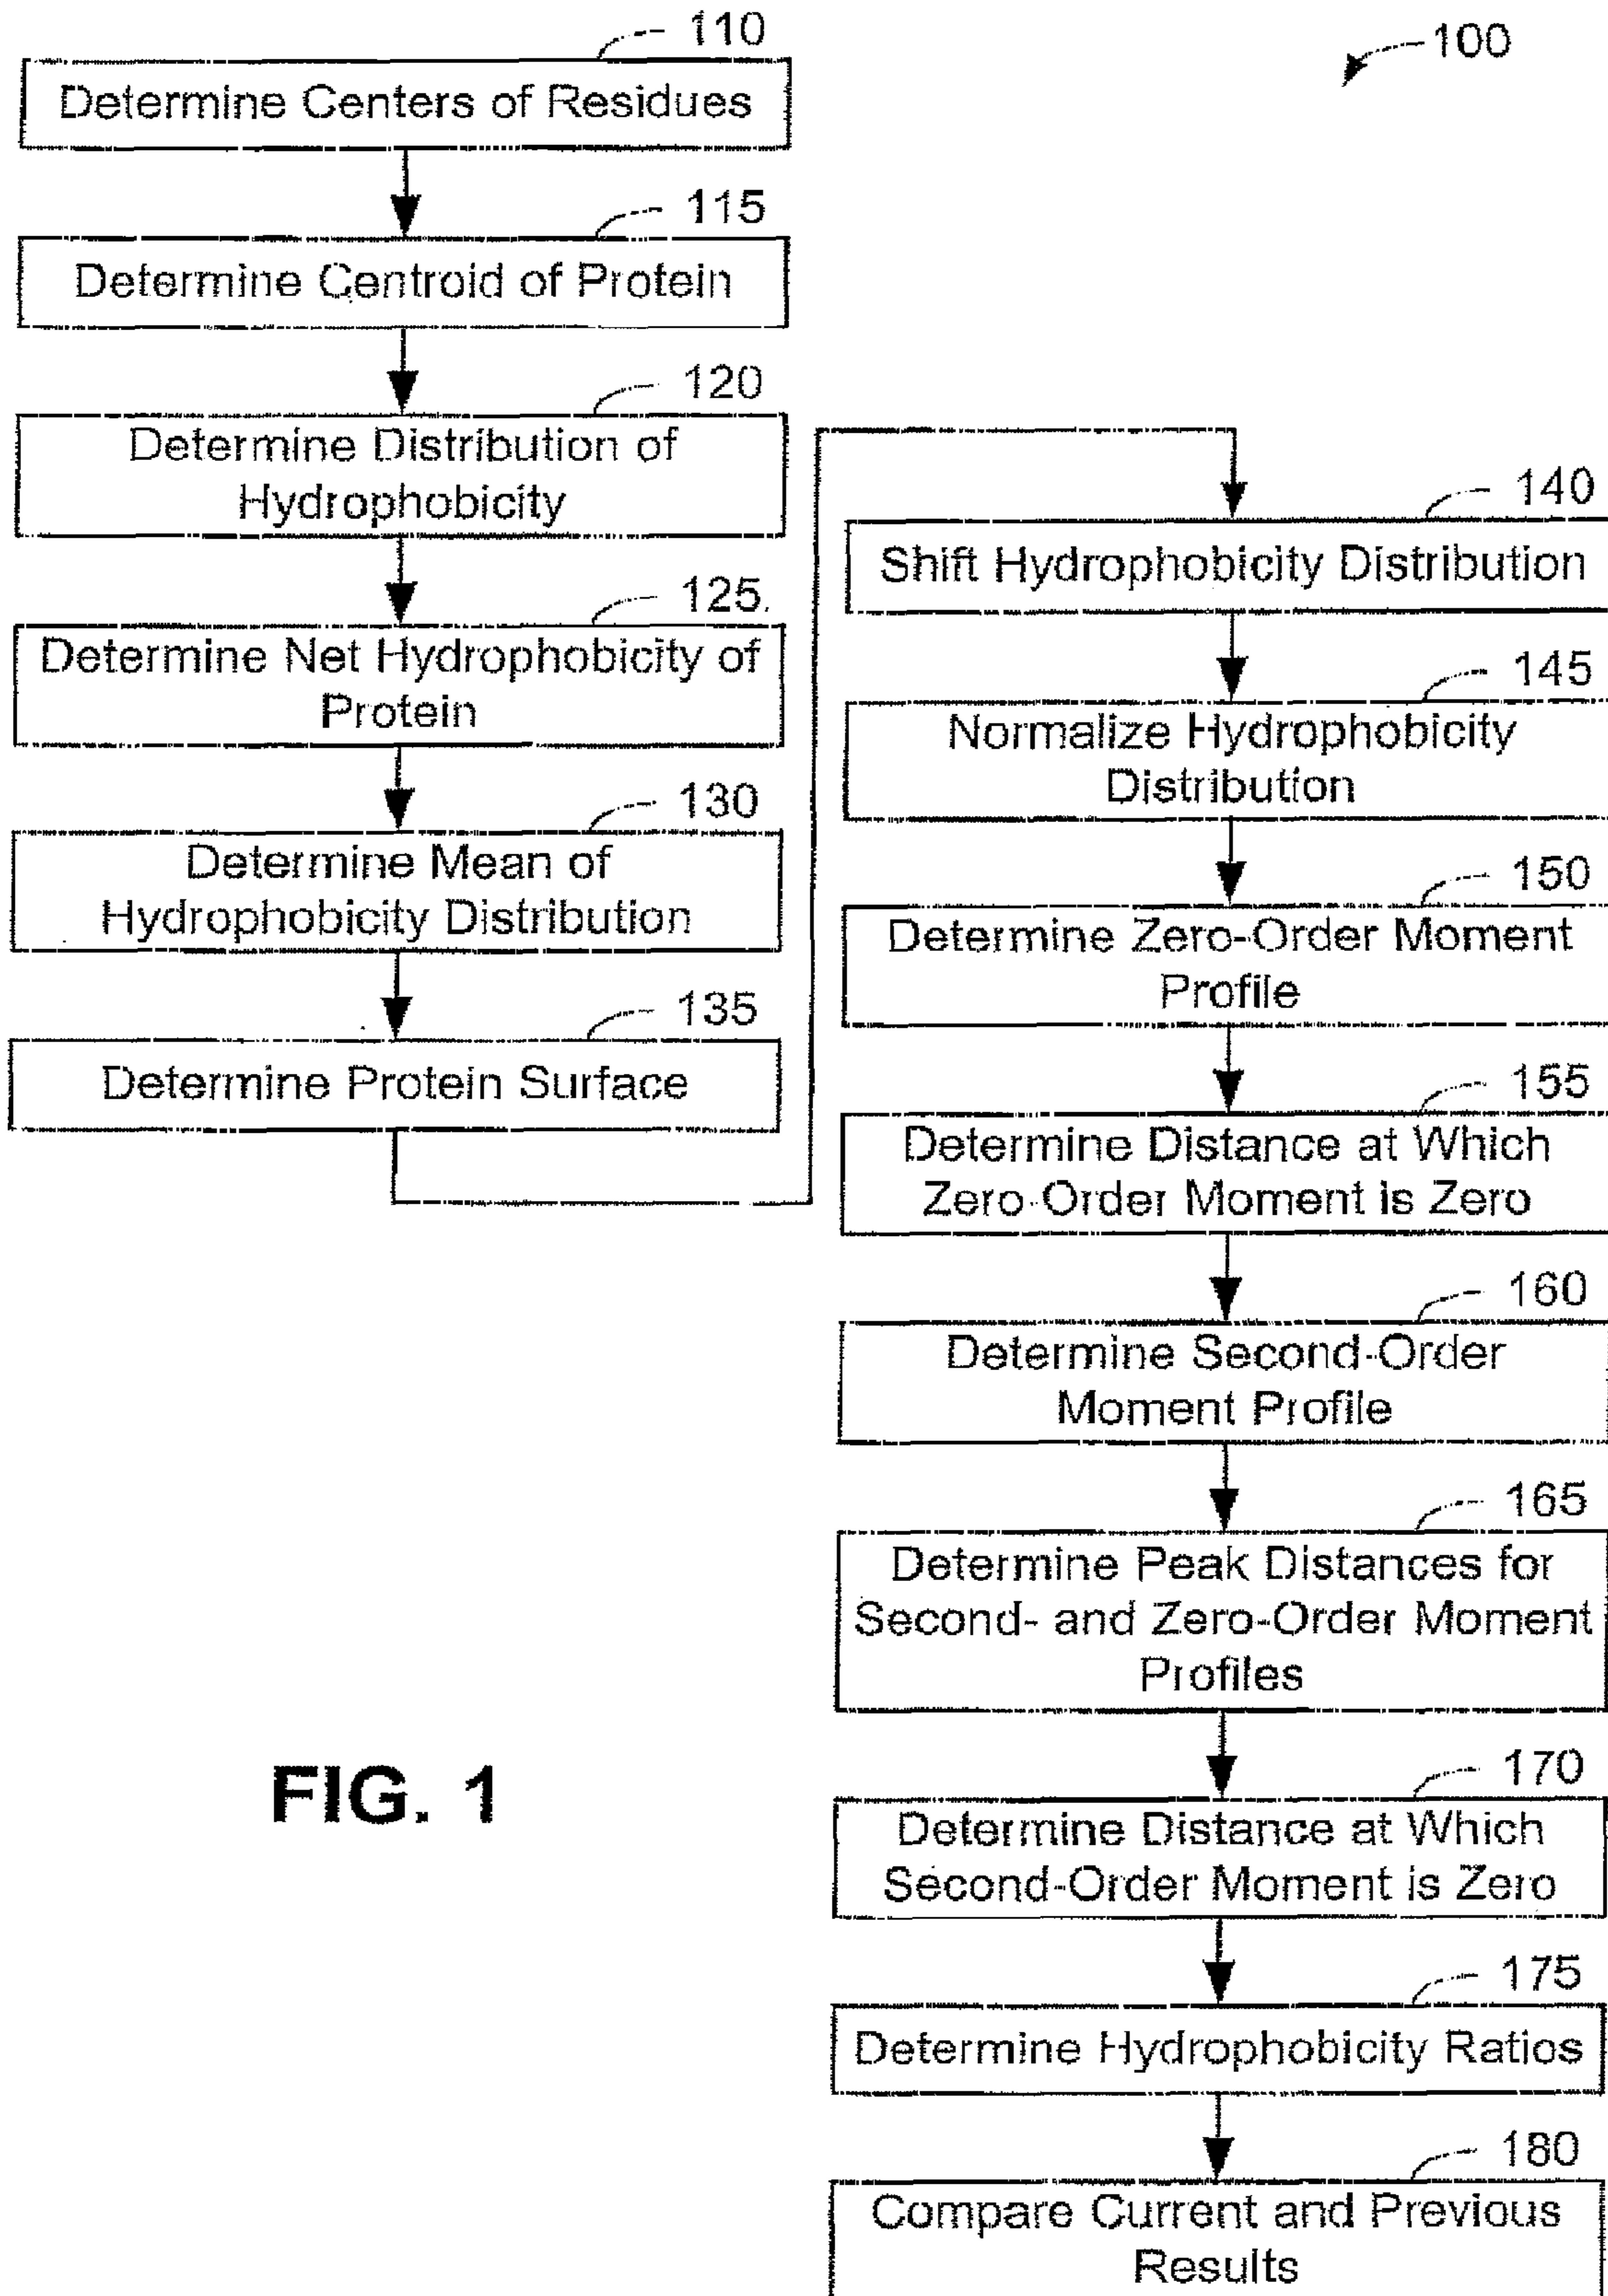 100
110
Determine Centers of Residues
115
Determine Centroid of Protein
120
Determine Distribution of
Hydrophobicity
125
Determine Net Hydrophobicity of
Protein
130
Determine Mean of
Hydrophobicity Distribution
135
Determine Protein Surface
140
Shift Hydrophobicity Distribution
145
Normalize Hydrophobicity
Distribution
150
Determine Zero-Order Moment
Profile
155
Determine Distance at Which
Zero-Order Moment is Zero
160
Determine Second-Order
Moment Profile
165
Determine Peak Distances for
Second- and Zero-Order Moment
Profiles
170
Determine Distance at Which
Second-Order Moment is Zero
175
Determine Hydrophobicity Ratios
180
Compare Current and Previous
Results
FIG. 1